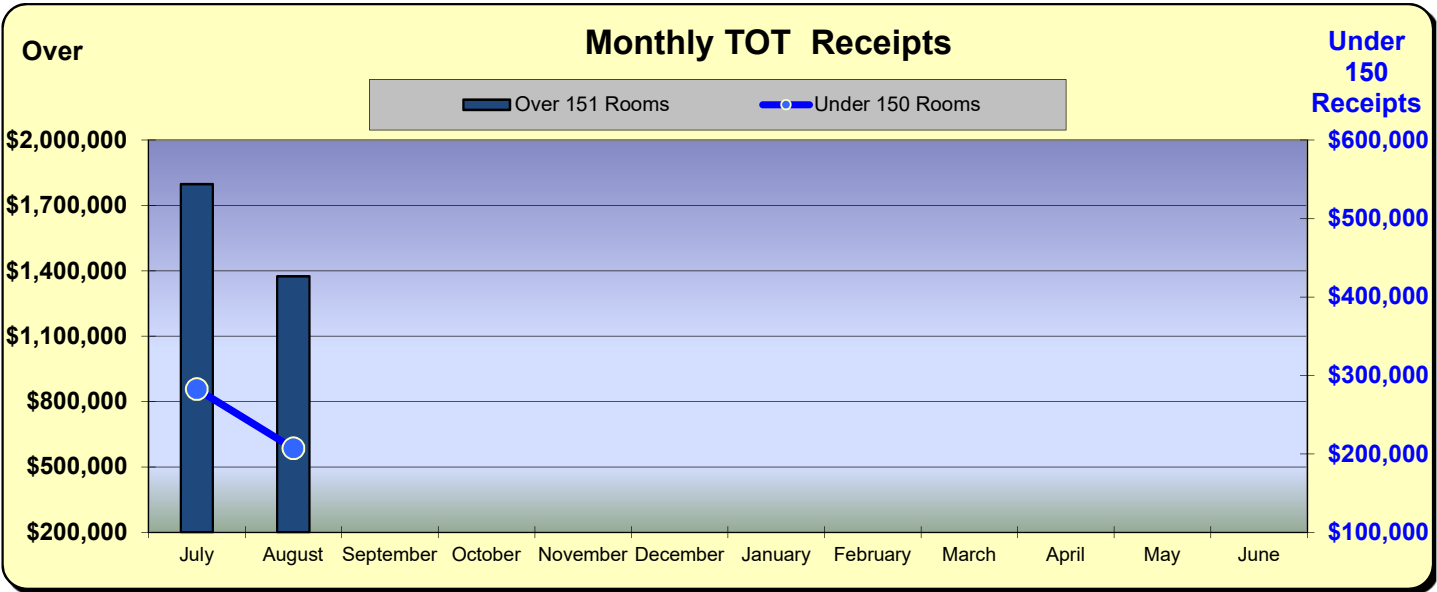 Over
Monthly TOT Receipts
Under
150
Receipts
Over 151 Rooms
Under 150 Rooms
$2,000,000
$1,700,000
$1,400,000
$1,100,000
$800,000
$500,000
$200,000
$600,000
$500,000
$400,000
$300,000
$200,000
$100,000
July August September October November December January February March April May June